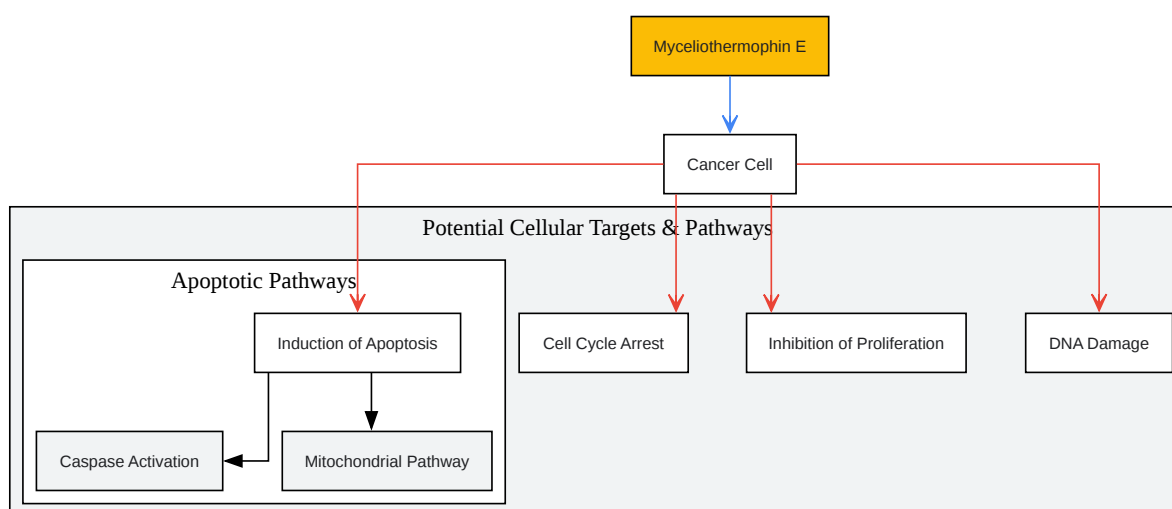 Myceliothermophin E
Cancer Cell
Potential Cellular Targets & Pathways
Apoptotic Pathways
Induction of Apoptosis
Cell Cycle Arrest
Inhibition of Proliferation
DNA Damage
Caspase Activation
Mitochondrial Pathway